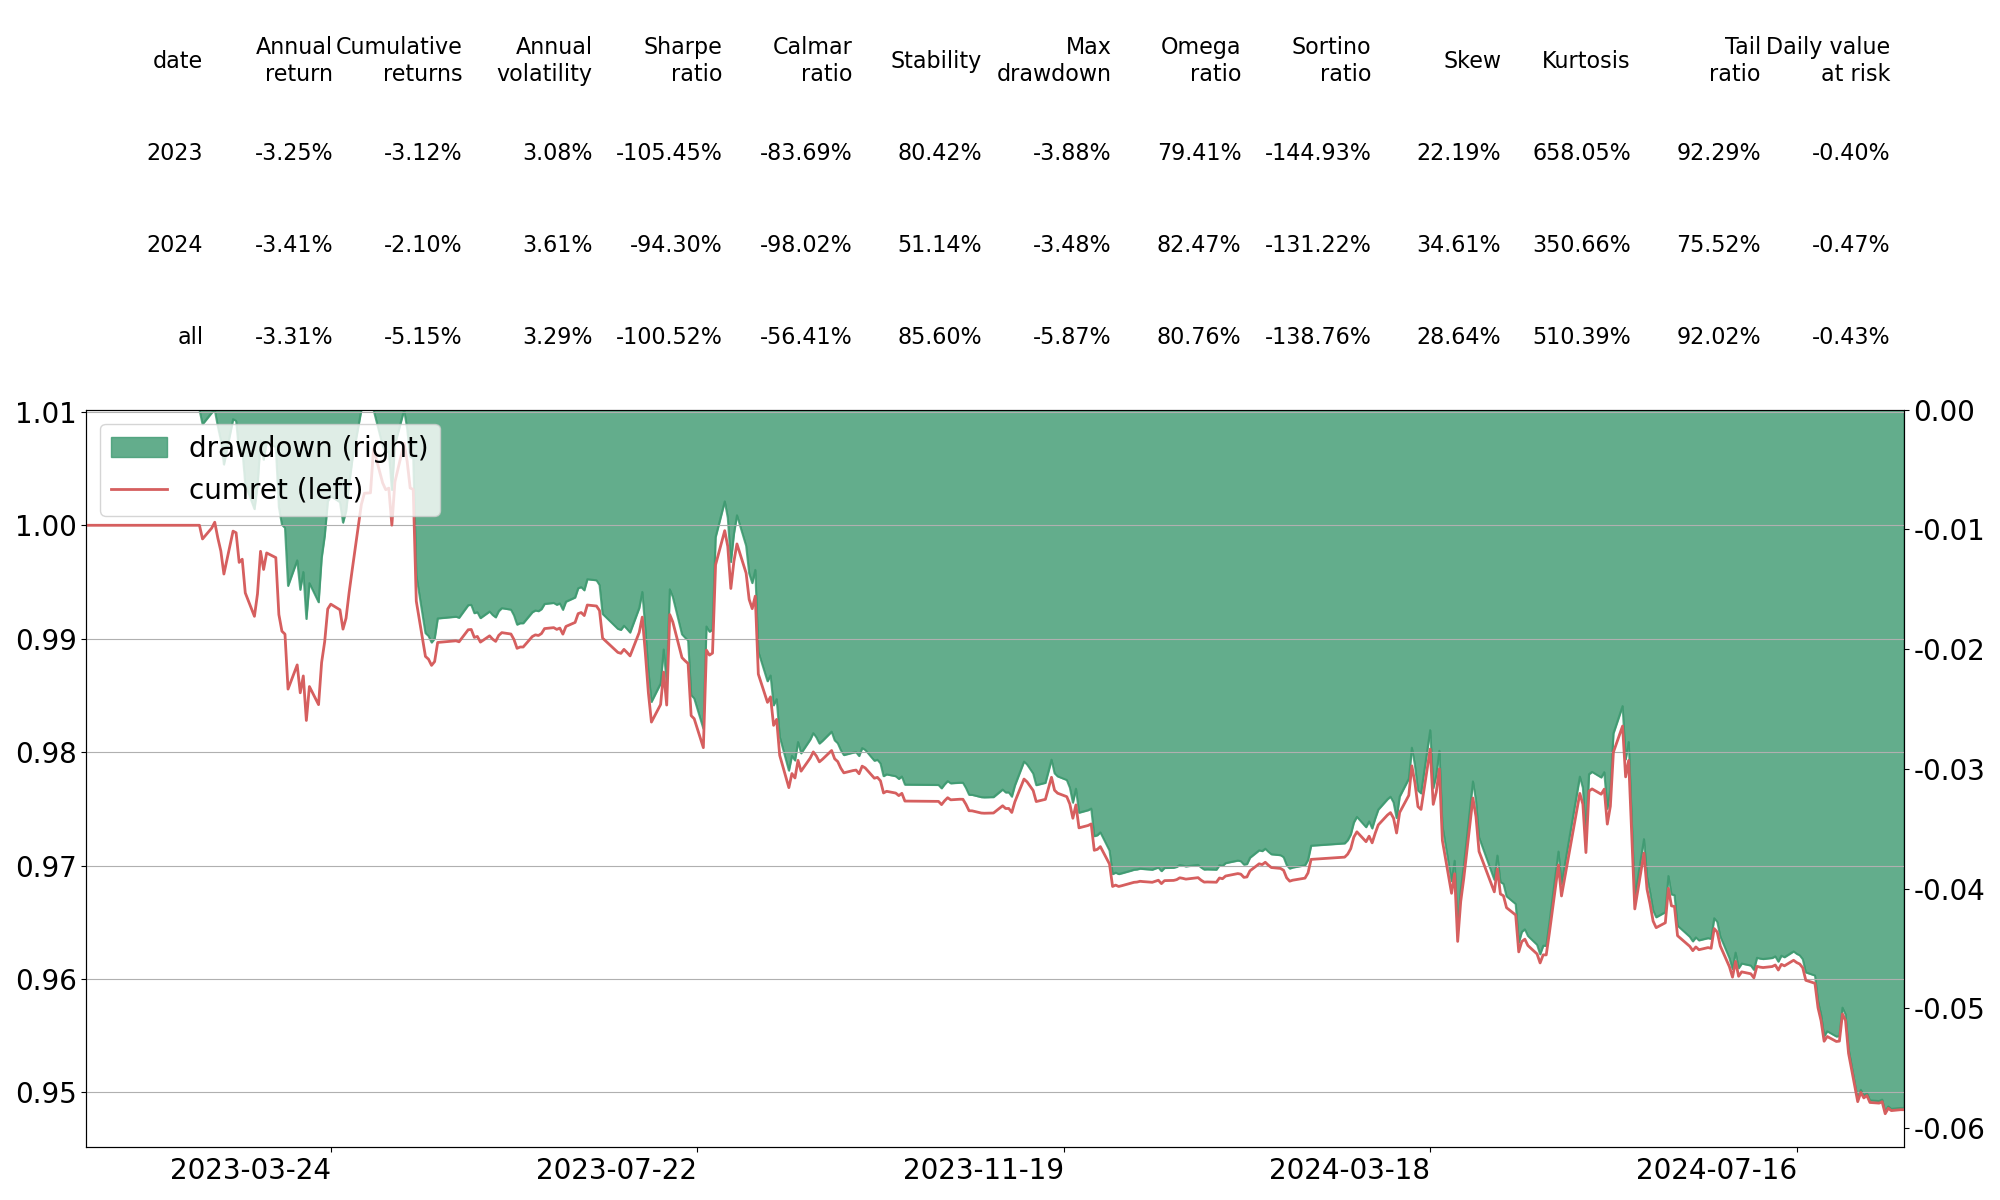 date Annual return Cumulative returns Annual volatility Sharpe ratio Calmar ratio Stability Max drawdown Omega ratio Sortino ratio Skew Kurtosis Tail ratio Daily value at risk
2023 -3.25% -3.12% 3.08% -105.45% -83.69% 80.42% -3.88% 79.41% -144.93% 22.19% 658.05% 92.29% -0.40%
2024 -3.41% -2.10% 3.61% -94.30% -98.02% 51.14% -3.48% 82.47% -131.22% 34.61% 350.66% 75.52% -0.47%
all -3.31% -5.15% 3.29% -100.52% -56.41% 85.60% -5.87% 80.76% -138.76% 28.64% 510.39% 92.02% -0.43%
drawdown (right)
cumret (left)
1.01
1.00
0.99
0.98
0.97
0.96
0.95
0.00
-0.01
-0.02
-0.03
-0.04
-0.05
-0.06
2023-03-24 2023-07-22 2023-11-19 2024-03-18 2024-07-16